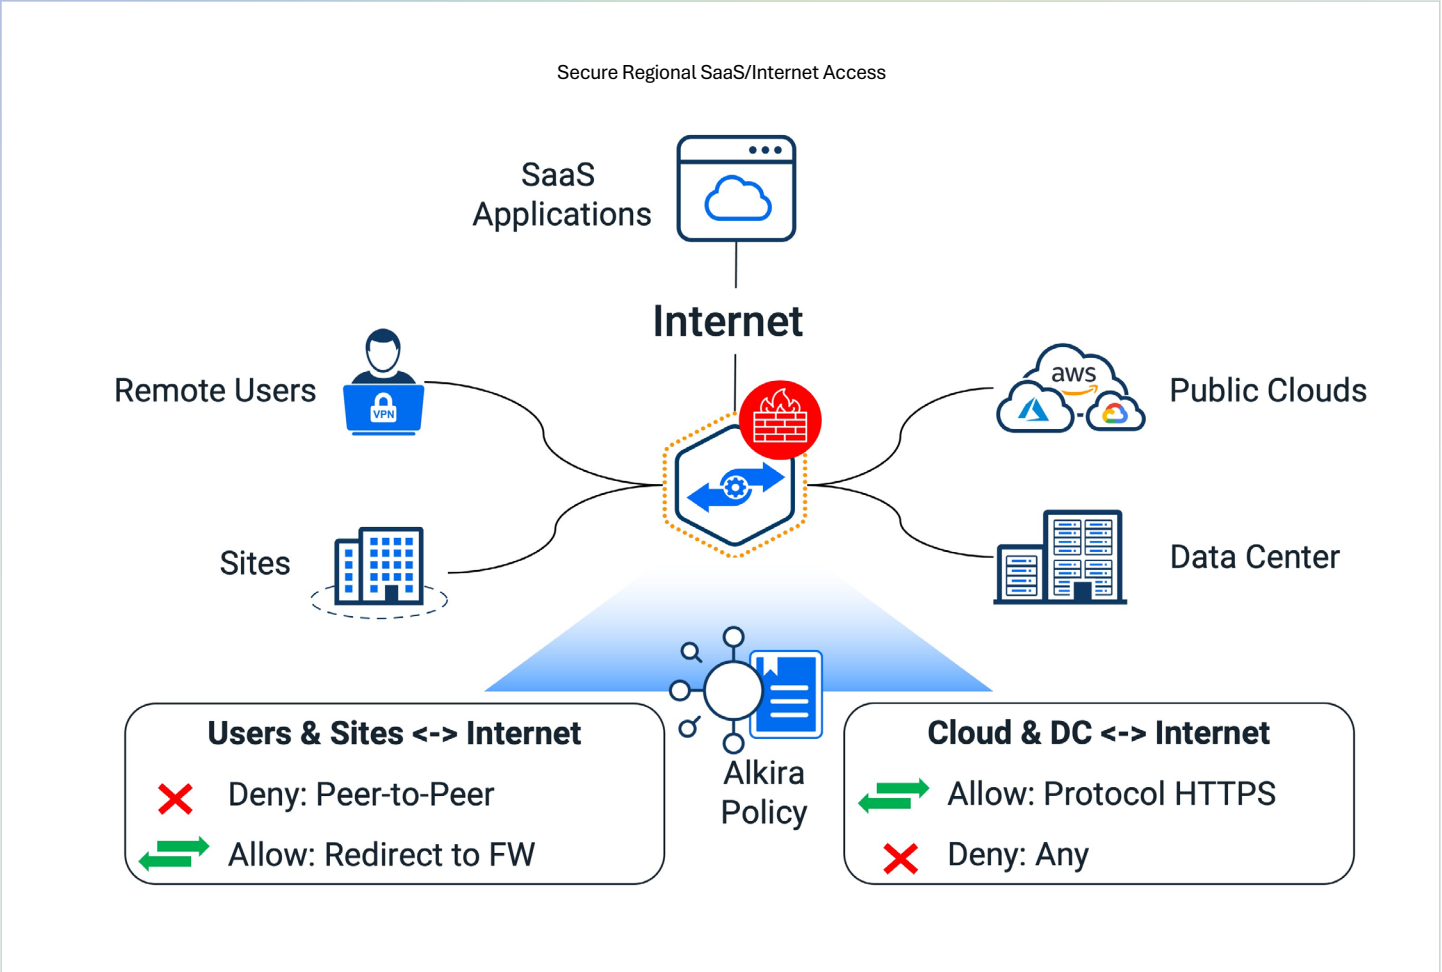 Secure Regional SaaS/Internet Access
SaaS
Applications
Internet
Remote Users
VPN
aws
Public Clouds
Sites
Data Center
Users & Sites <-> Internet
Deny: Peer-to-Peer
Allow: Redirect to FW
Alkira
Policy
Cloud & DC <-> Internet
Allow: Protocol HTTPS
Deny: Any